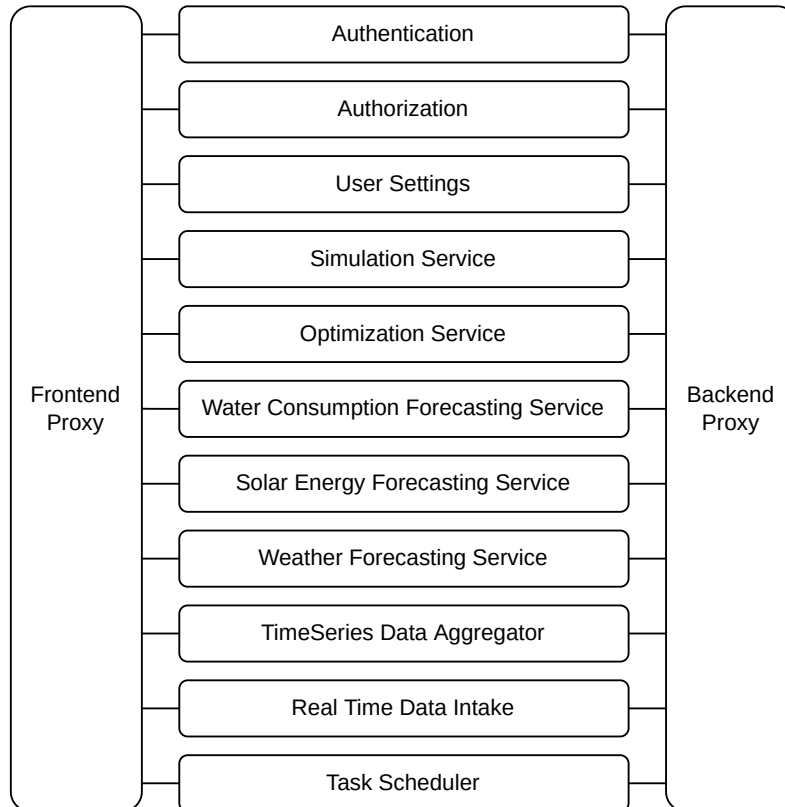 Authentication
Authorization
User Settings
Simulation Service
Optimization Service
Frontend
Proxy
Water Consumption Forecasting Service
Backend
Proxy
Solar Energy Forecasting Service
Weather Forecasting Service
TimeSeries Data Aggregator
Real Time Data Intake
Task Scheduler